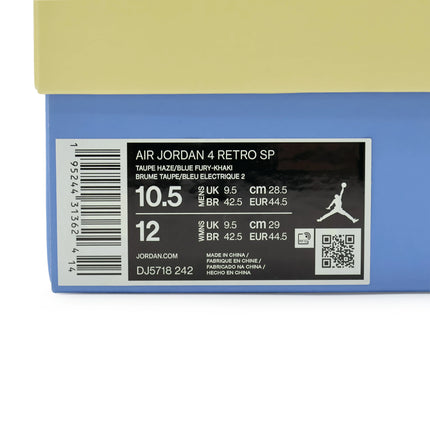 AIR JORDAN 4 RETRO SP
TAUPE HAZE/BLUE FURY-KHAKI
BRUME TAUPE/BLEU ELECTRIQUE 2
10.5 MENS UK 9.5 cm 28.5
BR 42.5 EUR 44.5
12 WMNS UK 9.5 cm 29
BR 42.5 EUR 44.5
JORDAN.COM
DJ5718 242
MADE IN CHINA /
FABRIQUE EN CHINE /
FABRICADO NA CHINA /
HECHO EN CHINA
1 95244 31362 4 14